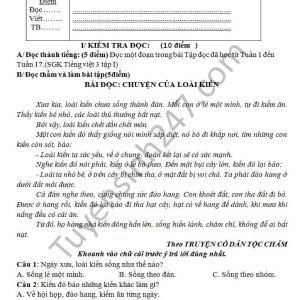 Điểm
Đọc ........
Viết........
TB........
I/ KIỂM TRA ĐỌC: (10 điểm )
A/ Đọc thành tiếng: (5 điểm) Đọc một đoạn trong bài Tập đọc đã học từ Tuần 1 đến
Tuần 17.(SGK Tiếng việt 3 tập I)
B/ Đọc thầm và làm bài tập(5điểm)
BÀI ĐỌC: CHUYỆN CỦA LOÀI KIẾN
Xưa kia, loài kiến chưa sống thành đàn. Mỗi con ở lẻ một mình, tự đi kiếm ăn.
Thấy kiến bé nhỏ, các loài thú thường bắt nạt.
Bởi vậy, loài kiến chết dần chết mòn.
Một con kiến đỏ thấy giống nòi mình sắp diệt, nó bò đi khắp nơi, tìm những con
kiến còn sót, bảo:
- Loài kiến ta sức yếu, về ở chung, đoàn kết lại sẽ có sức mạnh.
Nghe kiến đỏ nói phải, kiến ở lẻ bò theo. Đến một bụi cây lớn, kiến đỏ lại bảo:
- Loài ta nhỏ bé, ở trên cây bị chim tha, ở mặt đất bị voi chà. Ta phải đào hang ở
dưới đất mới được.
Cả đàn nghe theo, cùng chung sức đào hang. Con khoét đất, con tha đất đi bỏ.
Được ở hang rồi, kiến đỏ lại bảo đi tha hạt cây, hạt cỏ về hang để dành, khi mưa khi
nắng đều có cái ăn.
Từ đó, họ hàng nhà kiến đông hẳn lên, sống hiền lành, chăm chỉ, không để ai bắt
nạt.
Theo TRUYỆN CỔ DÂN TỘC CHĂM
Khoanh vào chữ cái trước ý trả lời đúng nhất.
Câu 1: Ngày xưa, loài kiến sống như thế nào?
A. Sống lẻ một mình. B. Sống theo đàn. C. Sống theo nhóm.
Câu 2: Kiến đỏ bảo những kiến khác làm gì?
A. Về hội họp, đào hang, kiếm ăn từng ngày.
Tuyensinh247.com